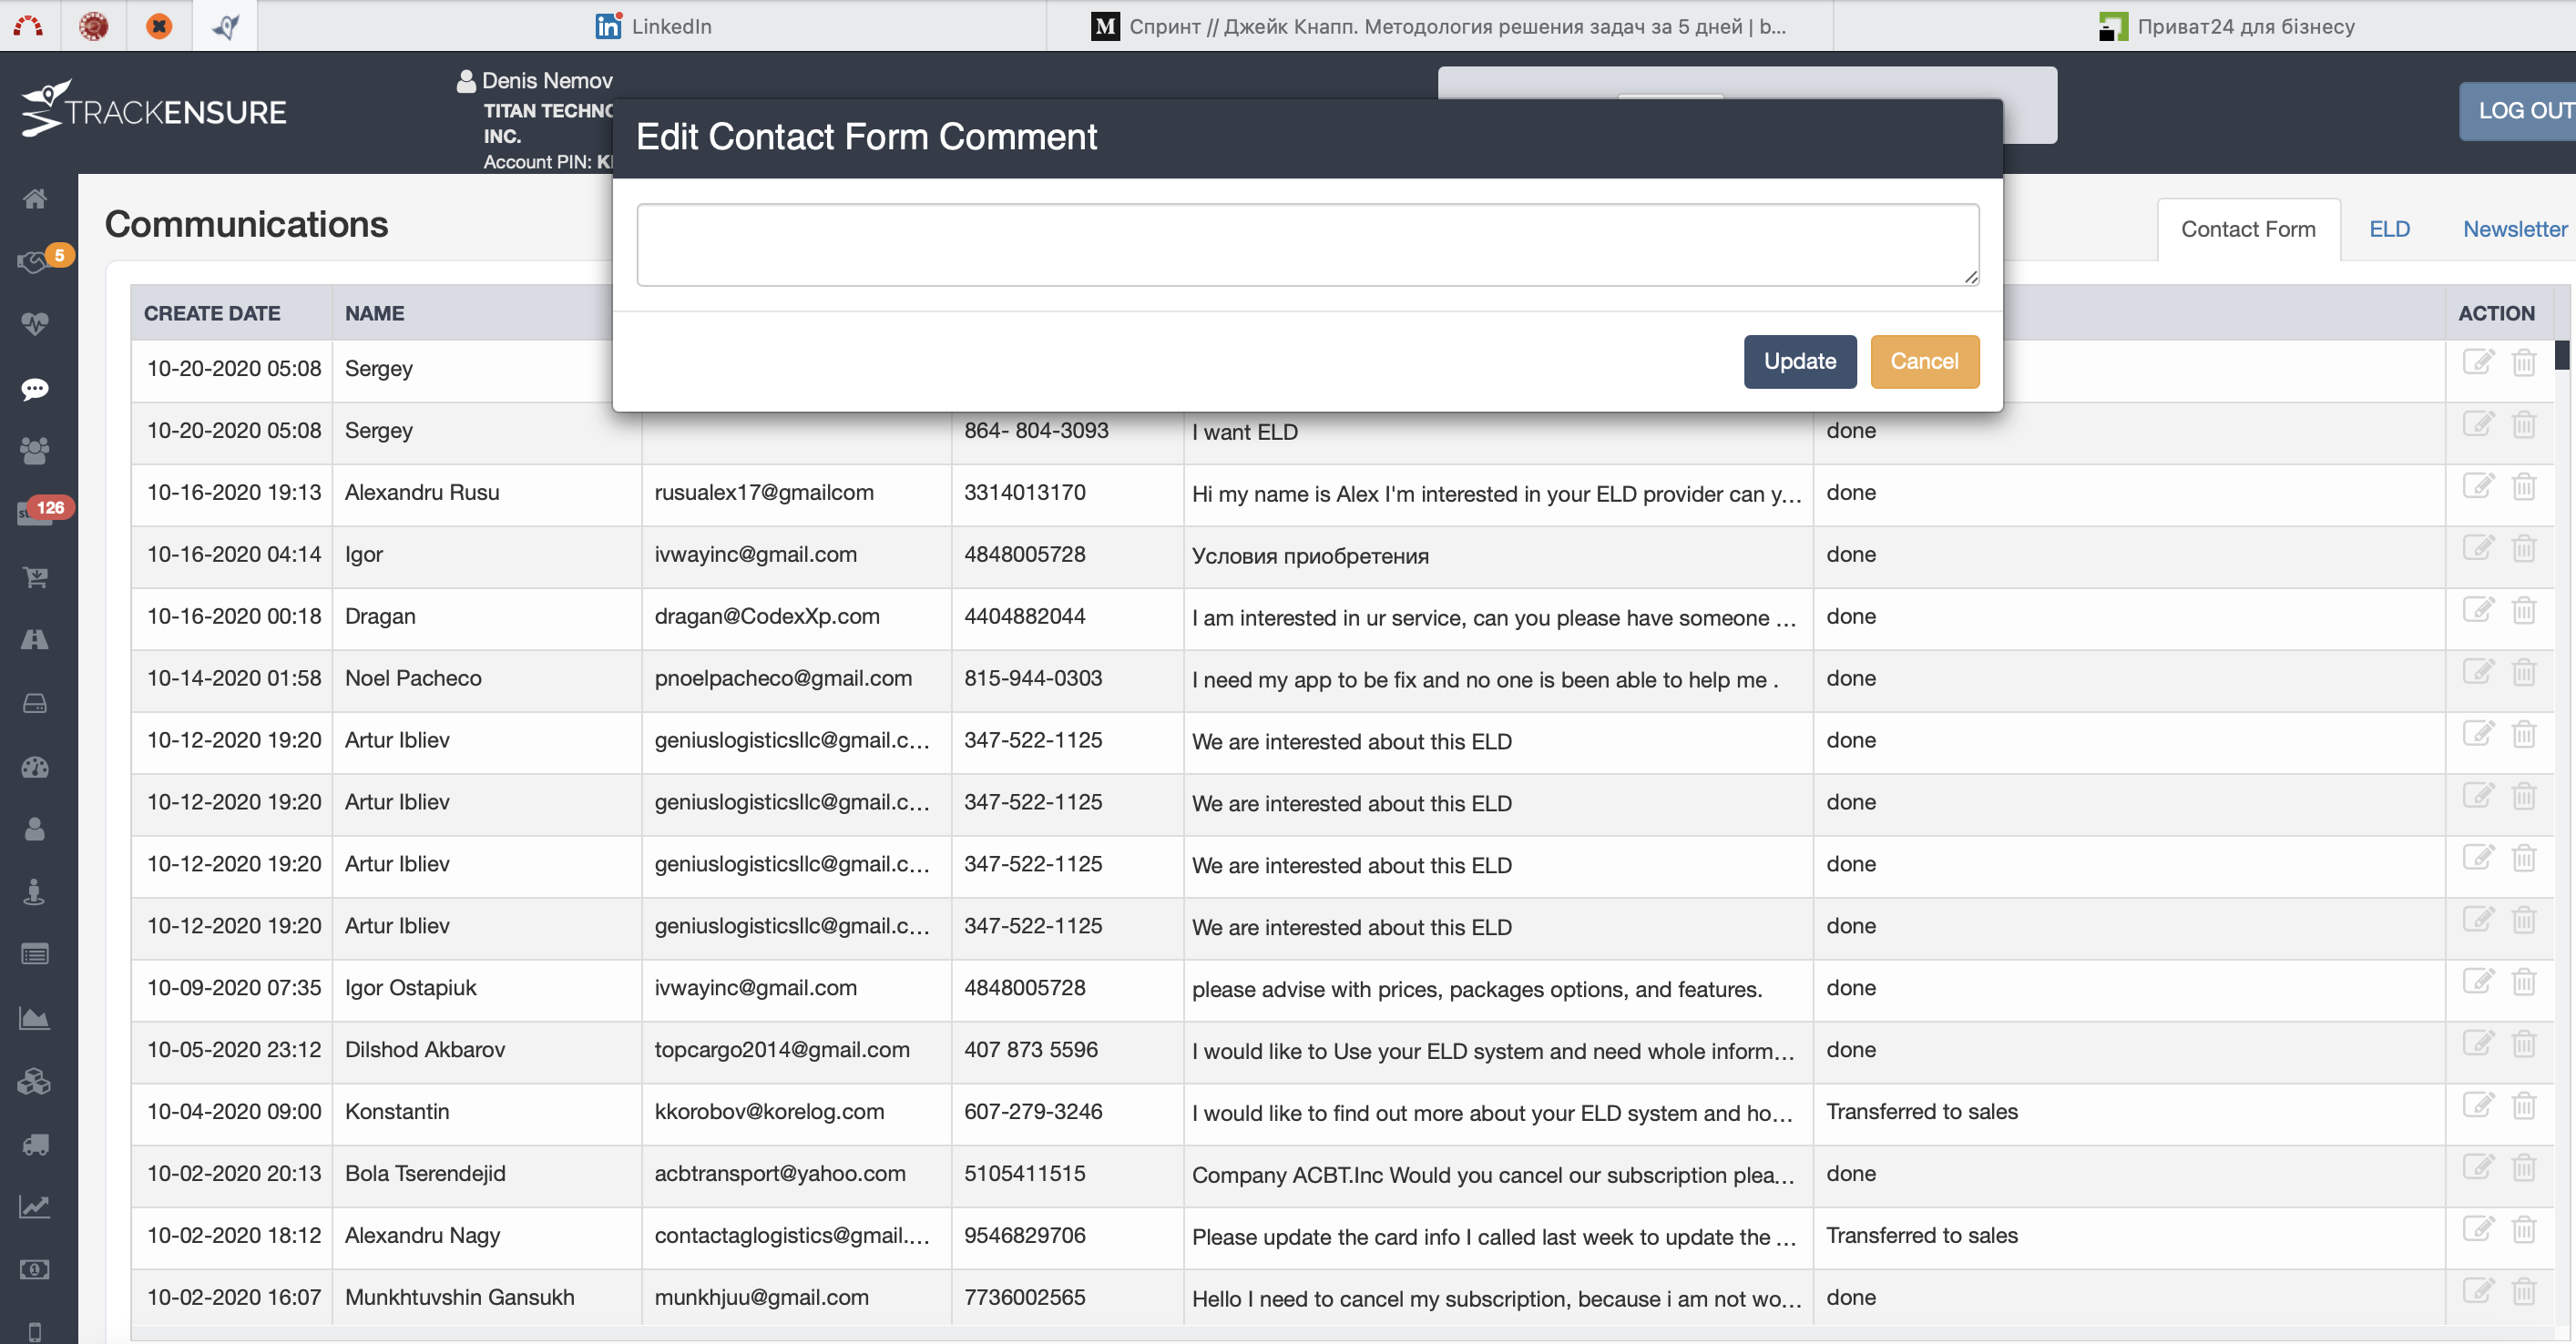 LinkedIn
M Спринт // Джейк Кнапп. Методология решения задач за 5 дней | b...
Приват24 для бізнесу
TRACKENSURE
Denis Nemov
TITAN TECHNO
INC.
Account PIN:
LOG OUT
Edit Contact Form Comment
Update
Cancel
Communications
Contact Form
ELD
Newsletter
5
126
CREATE DATE NAME ACTION
10-20-2020 05:08 Sergey
10-20-2020 05:08 Sergey 864- 804-3093 I want ELD done
10-16-2020 19:13 Alexandru Rusu rusualex17@gmailcom 3314013170 Hi my name is Alex I'm interested in your ELD provider can y... done
10-16-2020 04:14 Igor ivwayinc@gmail.com 4848005728 Условия приобретения done
10-16-2020 00:18 Dragan dragan@CodexXp.com 4404882044 I am interested in ur service, can you please have someone ... done
10-14-2020 01:58 Noel Pacheco pnoelpacheco@gmail.com 815-944-0303 I need my app to be fix and no one is been able to help me . done
10-12-2020 19:20 Artur Ibliev geniuslogisticsllc@gmail.c... 347-522-1125 We are interested about this ELD done
10-12-2020 19:20 Artur Ibliev geniuslogisticsllc@gmail.c... 347-522-1125 We are interested about this ELD done
10-12-2020 19:20 Artur Ibliev geniuslogisticsllc@gmail.c... 347-522-1125 We are interested about this ELD done
10-12-2020 19:20 Artur Ibliev geniuslogisticsllc@gmail.c... 347-522-1125 We are interested about this ELD done
10-09-2020 07:35 Igor Ostapiuk ivwayinc@gmail.com 4848005728 please advise with prices, packages options, and features. done
10-05-2020 23:12 Dilshod Akbarov topcargo2014@gmail.com 407 873 5596 I would like to Use your ELD system and need whole inform... done
10-04-2020 09:00 Konstantin kkorobov@korelog.com 607-279-3246 I would like to find out more about your ELD system and ho... Transferred to sales
10-02-2020 20:13 Bola Tserendejid acbtransport@yahoo.com 5105411515 Company ACBT.Inc Would you cancel our subscription plea... done
10-02-2020 18:12 Alexandru Nagy contactaglogistics@gmail.... 9546829706 Please update the card info I called last week to update the ... Transferred to sales
10-02-2020 16:07 Munkhtuvshin Gansukh munkhjuu@gmail.com 7736002565 Hello I need to cancel my subscription, because i am not wo... done